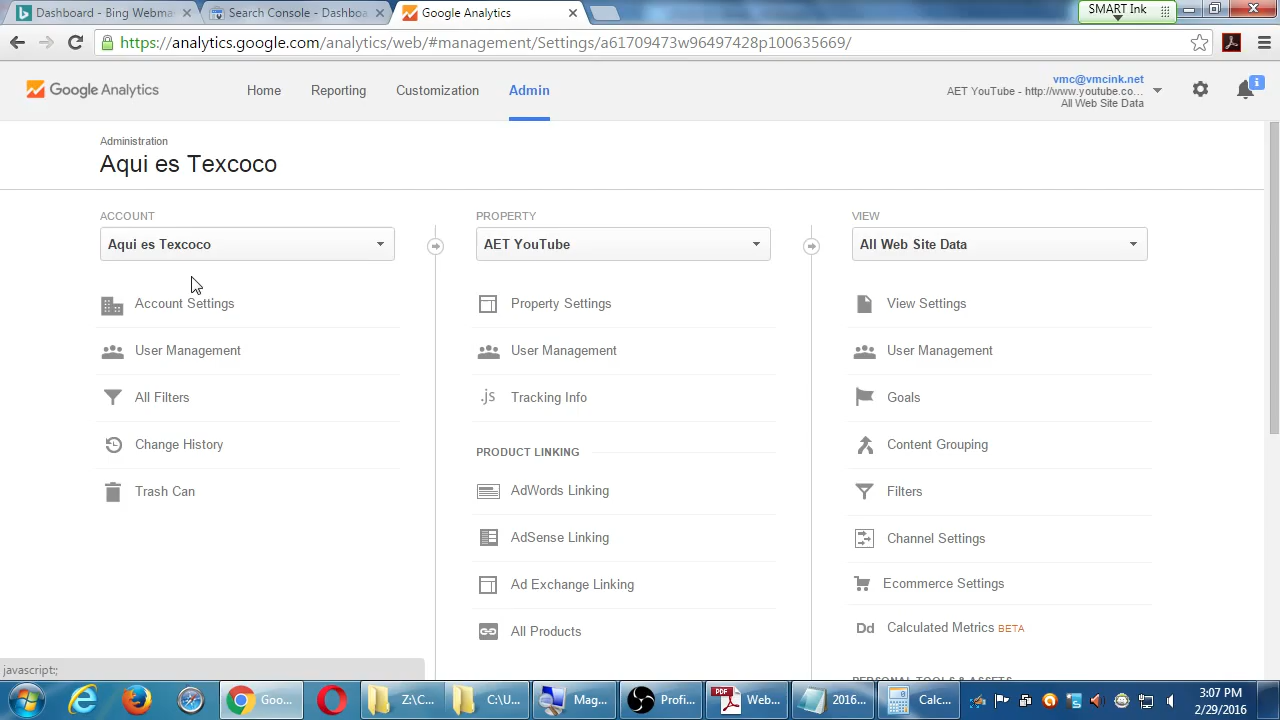 Dashboard - Bing Webma
Search Console - Dashboa
Google Analytics
SMART Ink
https://analytics.google.com/analytics/web/#management/Settings/a61709473w96497428p100635669/
Google Analytics
Home
Reporting
Customization
Admin
vmc@vmcink.net
AET YouTube - http://www.youtube.co...
All Web Site Data
Administration
Aqui es Texcoco
ACCOUNT
Aqui es Texcoco
Account Settings
User Management
All Filters
Change History
Trash Can
PROPERTY
AET YouTube
Property Settings
User Management
.js
Tracking Info
PRODUCT LINKING
AdWords Linking
AdSense Linking
Ad Exchange Linking
All Products
VIEW
All Web Site Data
View Settings
User Management
Goals
Content Grouping
Filters
Channel Settings
Ecommerce Settings
Dd
Calculated Metrics BETA
PERSONAL TOOLS & ASSETS
javascript:;
Goo...
Z:\C...
C:\U...
Mag...
Profi...
PDF
Web...
2016...
Calc...
3:07 PM
2/29/2016